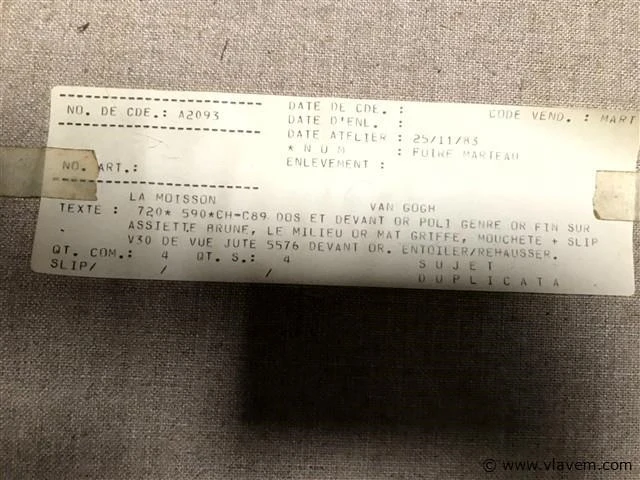 NO. DE CDE.: A2093
DATE DE CDE. :
CODE VEND. : MART
DATE D'ENL. :
DATE ATELIER : 25/11/83
* N O M : FOIRE MARTEAU
NO. ART.:
ENLEVEMENT :
LA MOISSON VAN GOGH
TEXTE : 720* 590*CH-C89 DOS ET DEVANT OR POLI GENRE OR FIN SUR
ASSIETTE BRUNE, LE MILIEU OR MAT GRIFFE, MOUCHETE + SLIP
V30 DE VUE JUTE 5576 DEVANT OR. ENTOILER/REHAUSSER.
QT. COM.: 4 QT. S.: 4 S U J E T
SLIP/ / / D U P L I C A T A
© www.vlavem.com